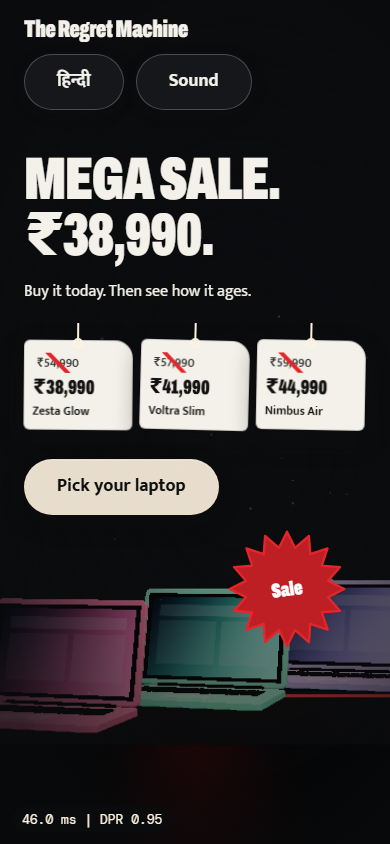 The Regret Machine
हिन्दी
Sound
MEGA SALE.
₹38,990.
Buy it today. Then see how it ages.
₹54,990
₹38,990
Zesta Glow
₹57,990
₹41,990
Voltra Slim
₹59,990
₹44,990
Nimbus Air
Pick your laptop
Sale
46.0 ms | DPR 0.95